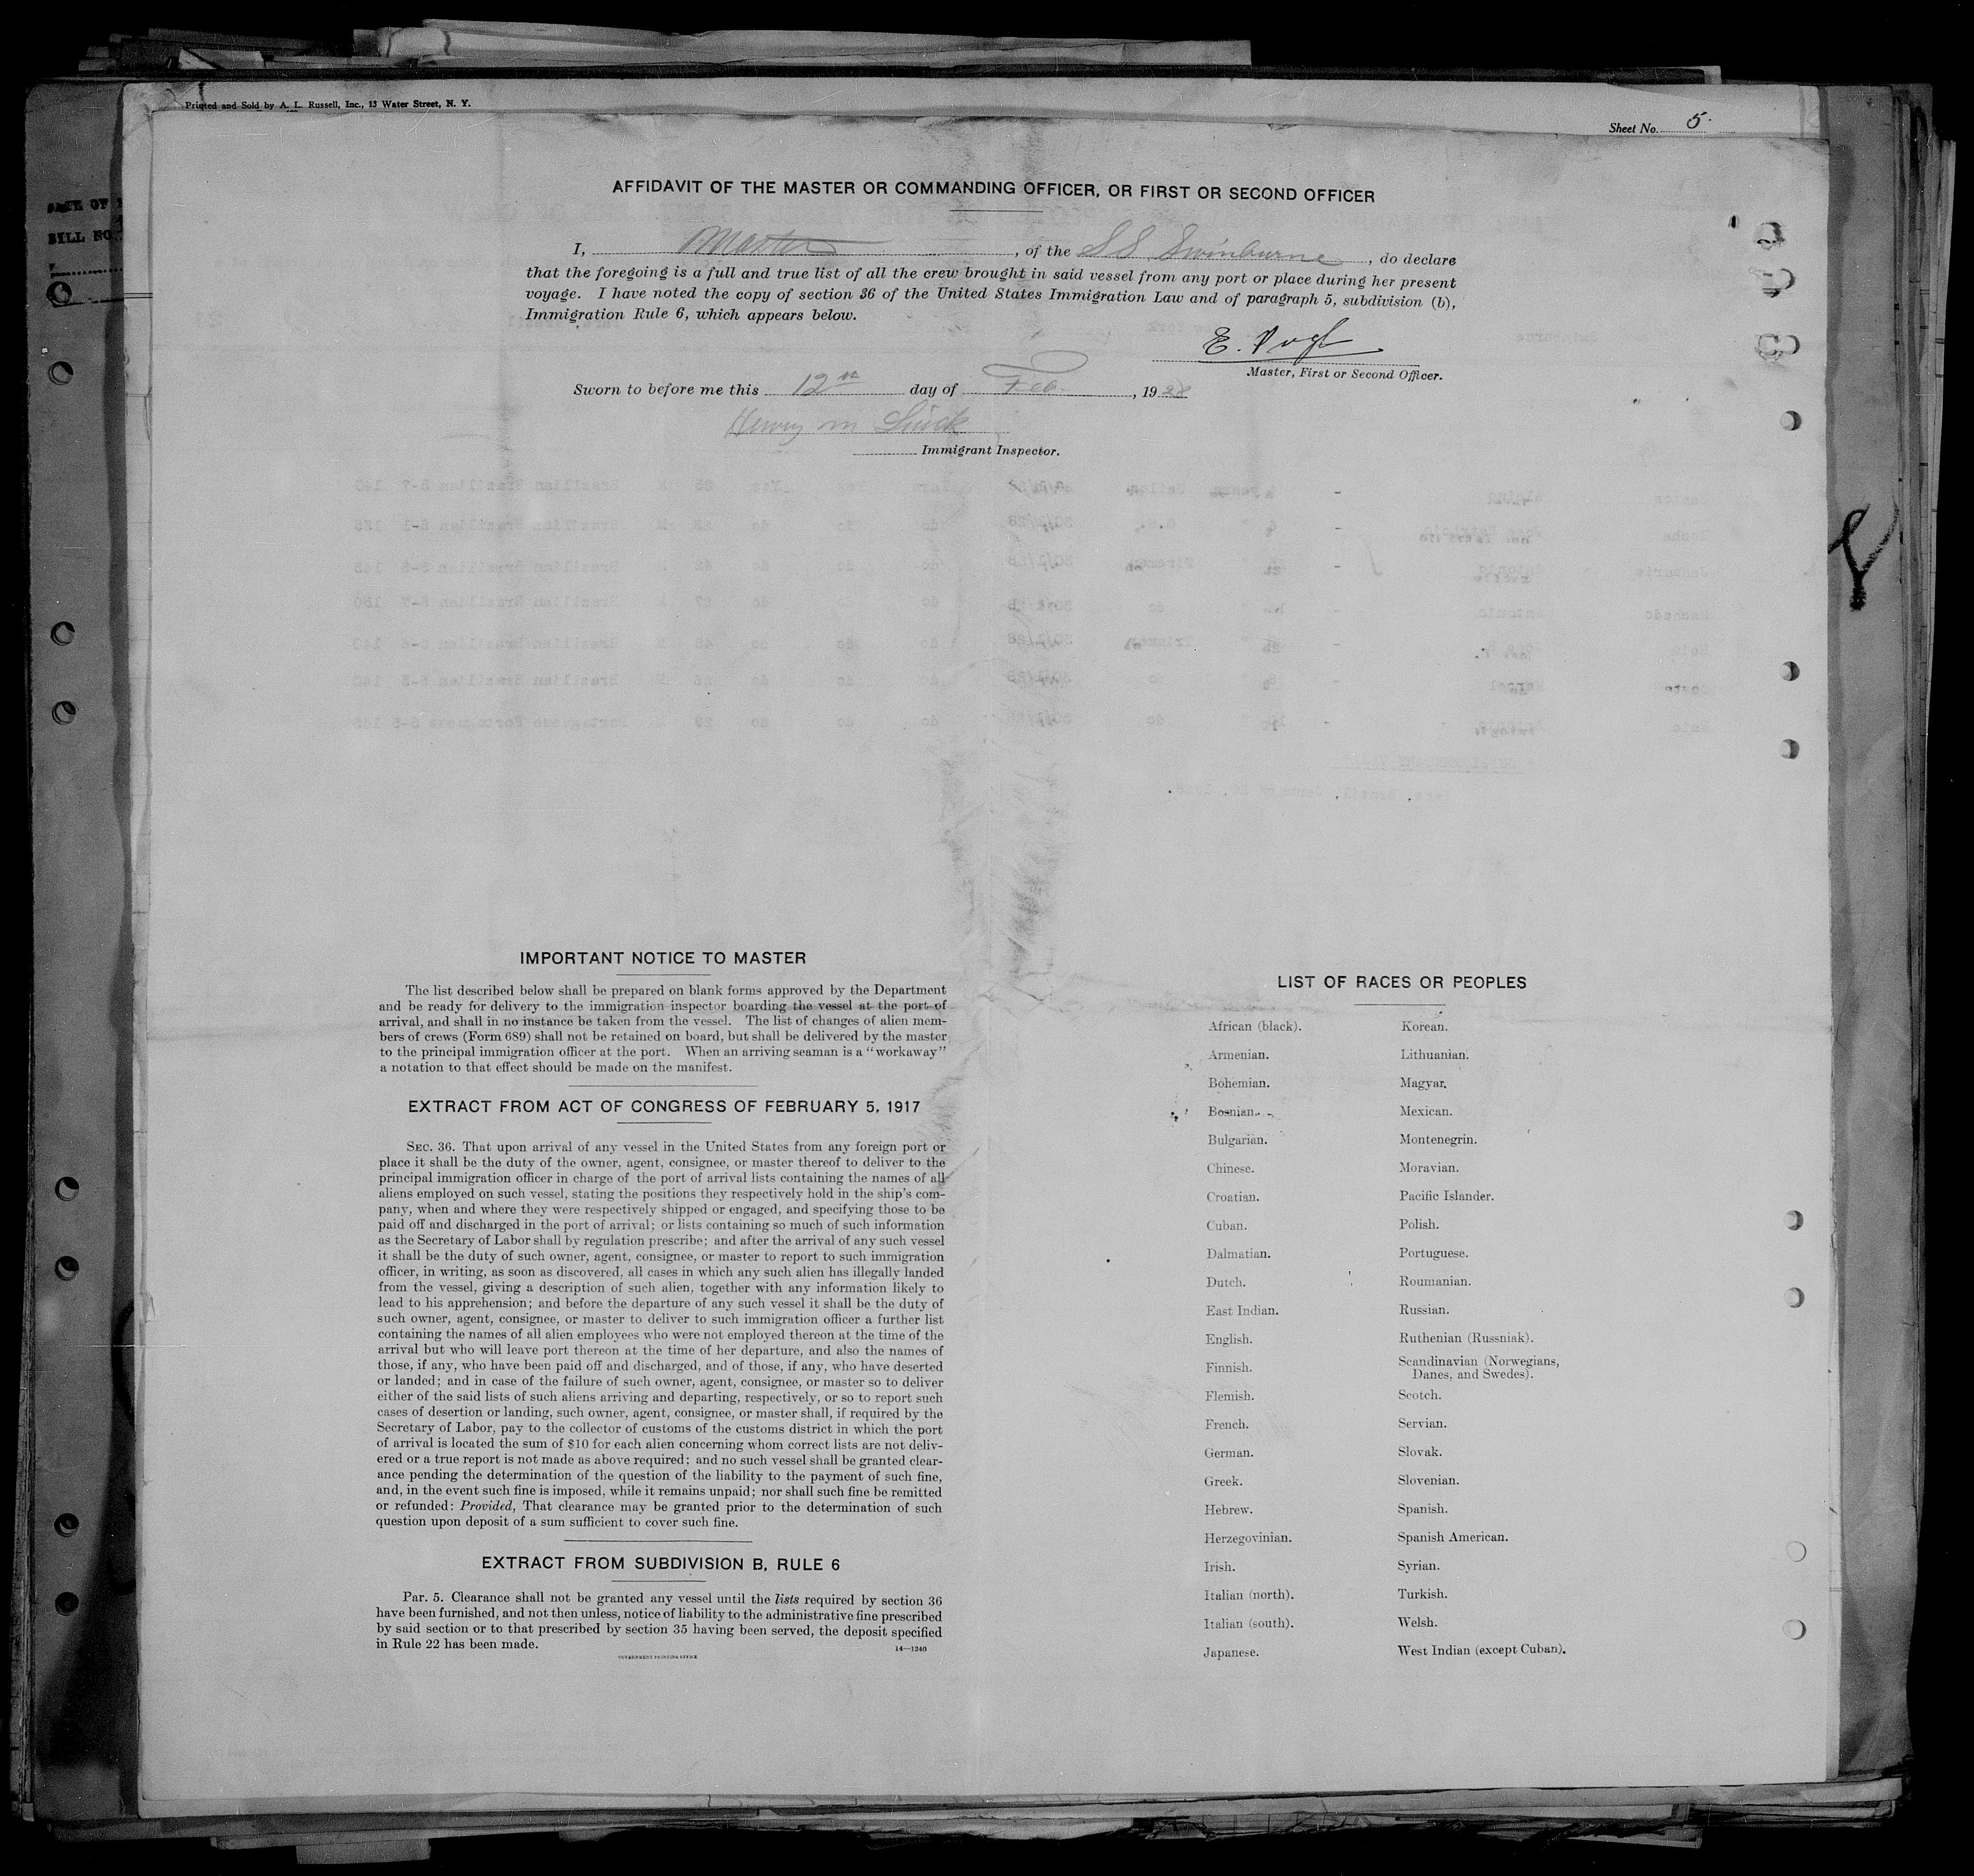 Printed and Sold by A. L. Russell, Inc., 13 Water Street, N. Y.
Sheet No. 5
AFFIDAVIT OF THE MASTER OR COMMANDING OFFICER, OR FIRST OR SECOND OFFICER
I, Master, of the S S Swinburne, do declare
that the foregoing is a full and true list of all the crew brought in said vessel from any port or place during her present
voyage. I have noted the copy of section 36 of the United States Immigration Law and of paragraph 5, subdivision (b),
Immigration Rule 6, which appears below.
E.
Master, First or Second Officer.
Sworn to before me this 12th day of Feb, 1928
Immigrant Inspector.
BILL NO.
IMPORTANT NOTICE TO MASTER
The list described below shall be prepared on blank forms approved by the Department
and be ready for delivery to the immigration inspector boarding the vessel at the port of
arrival, and shall in no instance be taken from the vessel. The list of changes of alien mem-
bers of crews (Form 689) shall not be retained on board, but shall be delivered by the master
to the principal immigration officer at the port. When an arriving seaman is a "workaway"
a notation to that effect should be made on the manifest.
EXTRACT FROM ACT OF CONGRESS OF FEBRUARY 5, 1917
SEC. 36. That upon arrival of any vessel in the United States from any foreign port or
place it shall be the duty of the owner, agent, consignee, or master thereof to deliver to the
principal immigration officer in charge of the port of arrival lists containing the names of all
aliens employed on such vessel, stating the positions they respectively hold in the ship's com-
pany, when and where they were respectively shipped or engaged, and specifying those to be
paid off and discharged in the port of arrival; or lists containing so much of such information
as the Secretary of Labor shall by regulation prescribe; and after the arrival of any such vessel
it shall be the duty of such owner, agent, consignee, or master to report to such immigration
officer, in writing, as soon as discovered, all cases in which any such alien has illegally landed
from the vessel, giving a description of such alien, together with any information likely to
lead to his apprehension; and before the departure of any such vessel it shall be the duty of
such owner, agent, consignee, or master to deliver to such immigration officer a further list
containing the names of all alien employees who were not employed thereon at the time of the
arrival but who will leave port thereon at the time of her departure, and also the names of
those, if any, who have been paid off and discharged, and of those, if any, who have deserted
or landed; and in case of the failure of such owner, agent, consignee, or master so to deliver
either of the said lists of such aliens arriving and departing, respectively, or so to report such
cases of desertion or landing, such owner, agent, consignee, or master shall, if required by the
Secretary of Labor, pay to the collector of customs of the customs district in which the port
of arrival is located the sum of $10 for each alien concerning whom correct lists are not deliv-
ered or a true report is not made as above required; and no such vessel shall be granted clear-
ance pending the determination of the question of the liability to the payment of such fine,
and, in the event such fine is imposed, while it remains unpaid; nor shall such fine be remitted
or refunded: Provided, That clearance may be granted prior to the determination of such
question upon deposit of a sum sufficient to cover such fine.
EXTRACT FROM SUBDIVISION B, RULE 6
Par. 5. Clearance shall not be granted any vessel until the lists required by section 36
have been furnished, and not then unless, notice of liability to the administrative fine prescribed
by said section or to that prescribed by section 35 having been served, the deposit specified
in Rule 22 has been made.
14—1240
GOVERNMENT PRINTING OFFICE
LIST OF RACES OR PEOPLES
African (black).
Armenian.
Bohemian.
Bosnian.
Bulgarian.
Chinese.
Croatian.
Cuban.
Dalmatian.
Dutch.
East Indian.
English.
Finnish.
Flemish.
French.
German.
Greek.
Hebrew.
Herzegovinian.
Irish.
Italian (north).
Italian (south).
Japanese.
Korean.
Lithuanian.
Magyar.
Mexican.
Montenegrin.
Moravian.
Pacific Islander.
Polish.
Portuguese.
Roumanian.
Russian.
Ruthenian (Russniak).
Scandinavian (Norwegians,
Danes, and Swedes).
Scotch.
Servian.
Slovak.
Slovenian.
Spanish.
Spanish American.
Syrian.
Turkish.
Welsh.
West Indian (except Cuban).